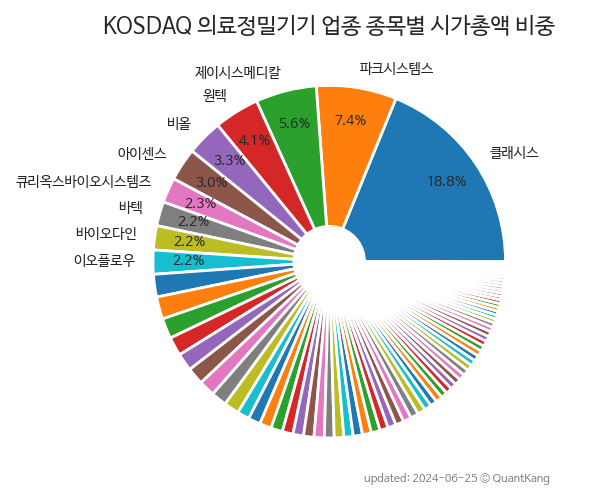 KOSDAQ 의료정밀기기 업종 종목별 시가총액 비중
클래시스
18.8%
파크시스템스
7.4%
제이시스메디칼
5.6%
원텍
4.1%
비올
3.3%
아이센스
3.0%
큐리옥스바이오시스템즈
2.3%
바텍
2.2%
바이오다인
2.2%
이오플로우
2.2%
updated: 2024-06-25 © QuantKang